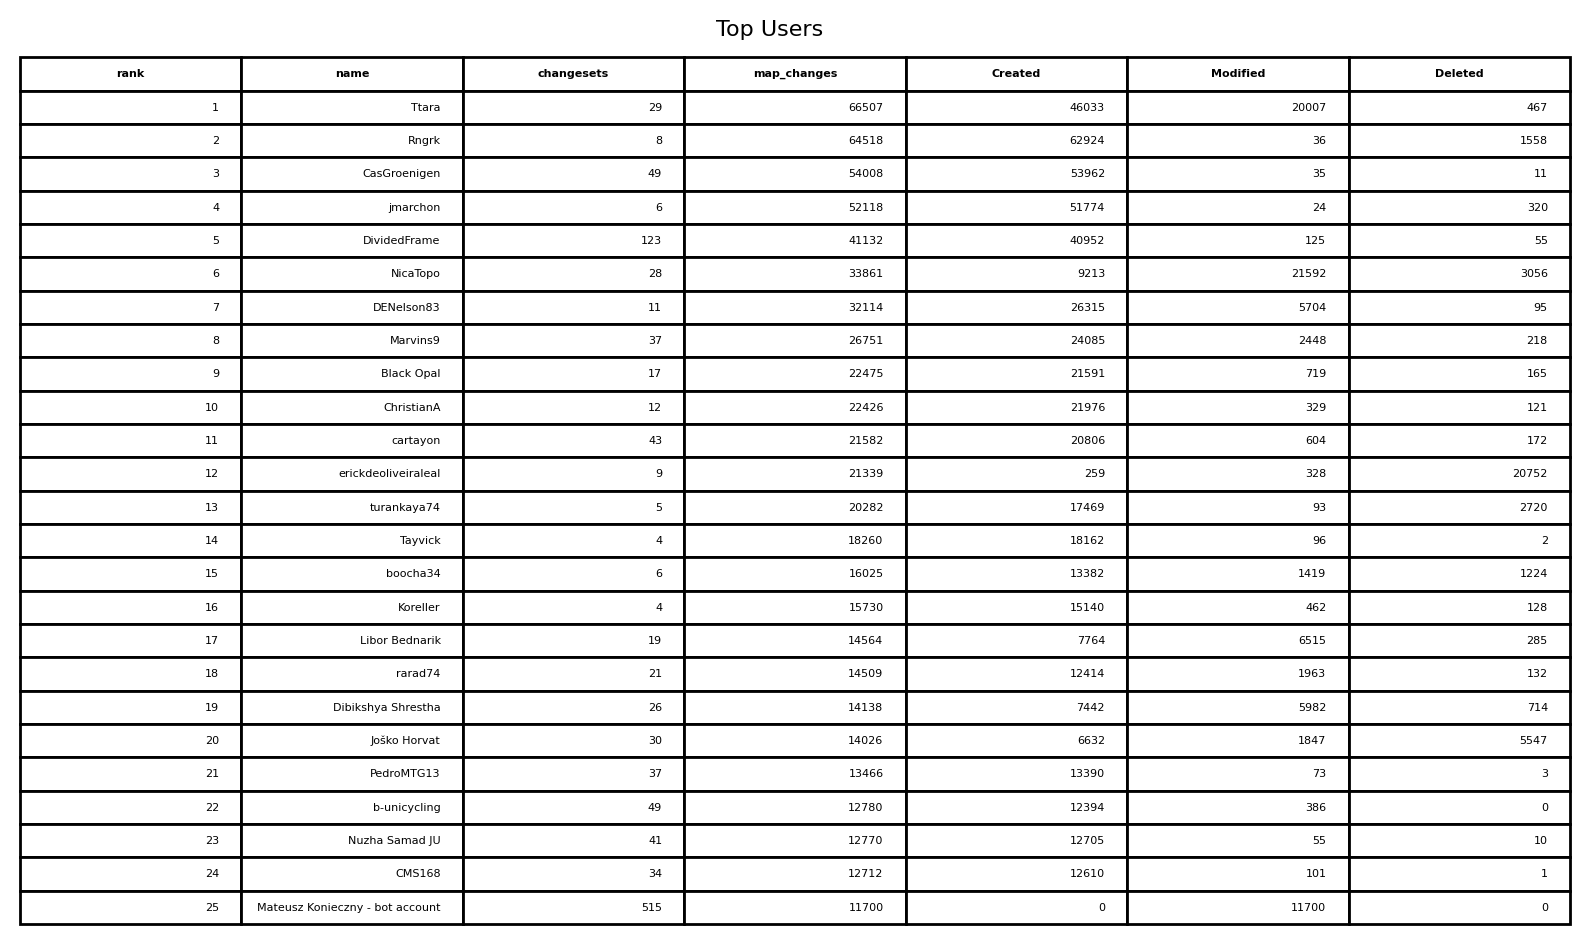 Top Users
rank name changesets map_changes Created Modified Deleted
1 Ttara 29 66507 46033 20007 467
2 Rngrk 8 64518 62924 36 1558
3 CasGroenigen 49 54008 53962 35 11
4 jmarchon 6 52118 51774 24 320
5 DividedFrame 123 41132 40952 125 55
6 NicaTopo 28 33861 9213 21592 3056
7 DENelson83 11 32114 26315 5704 95
8 Marvins9 37 26751 24085 2448 218
9 Black Opal 17 22475 21591 719 165
10 ChristianA 12 22426 21976 329 121
11 cartayon 43 21582 20806 604 172
12 erickdeoliveiraleal 9 21339 259 328 20752
13 turankaya74 5 20282 17469 93 2720
14 Tayvick 4 18260 18162 96 2
15 boocha34 6 16025 13382 1419 1224
16 Koreller 4 15730 15140 462 128
17 Libor Bednarik 19 14564 7764 6515 285
18 rarad74 21 14509 12414 1963 132
19 Dibikshya Shrestha 26 14138 7442 5982 714
20 Joško Horvat 30 14026 6632 1847 5547
21 PedroMTG13 37 13466 13390 73 3
22 b-unicycling 49 12780 12394 386 0
23 Nuzha Samad JU 41 12770 12705 55 10
24 CMS168 34 12712 12610 101 1
25 Mateusz Konieczny - bot account 515 11700 0 11700 0